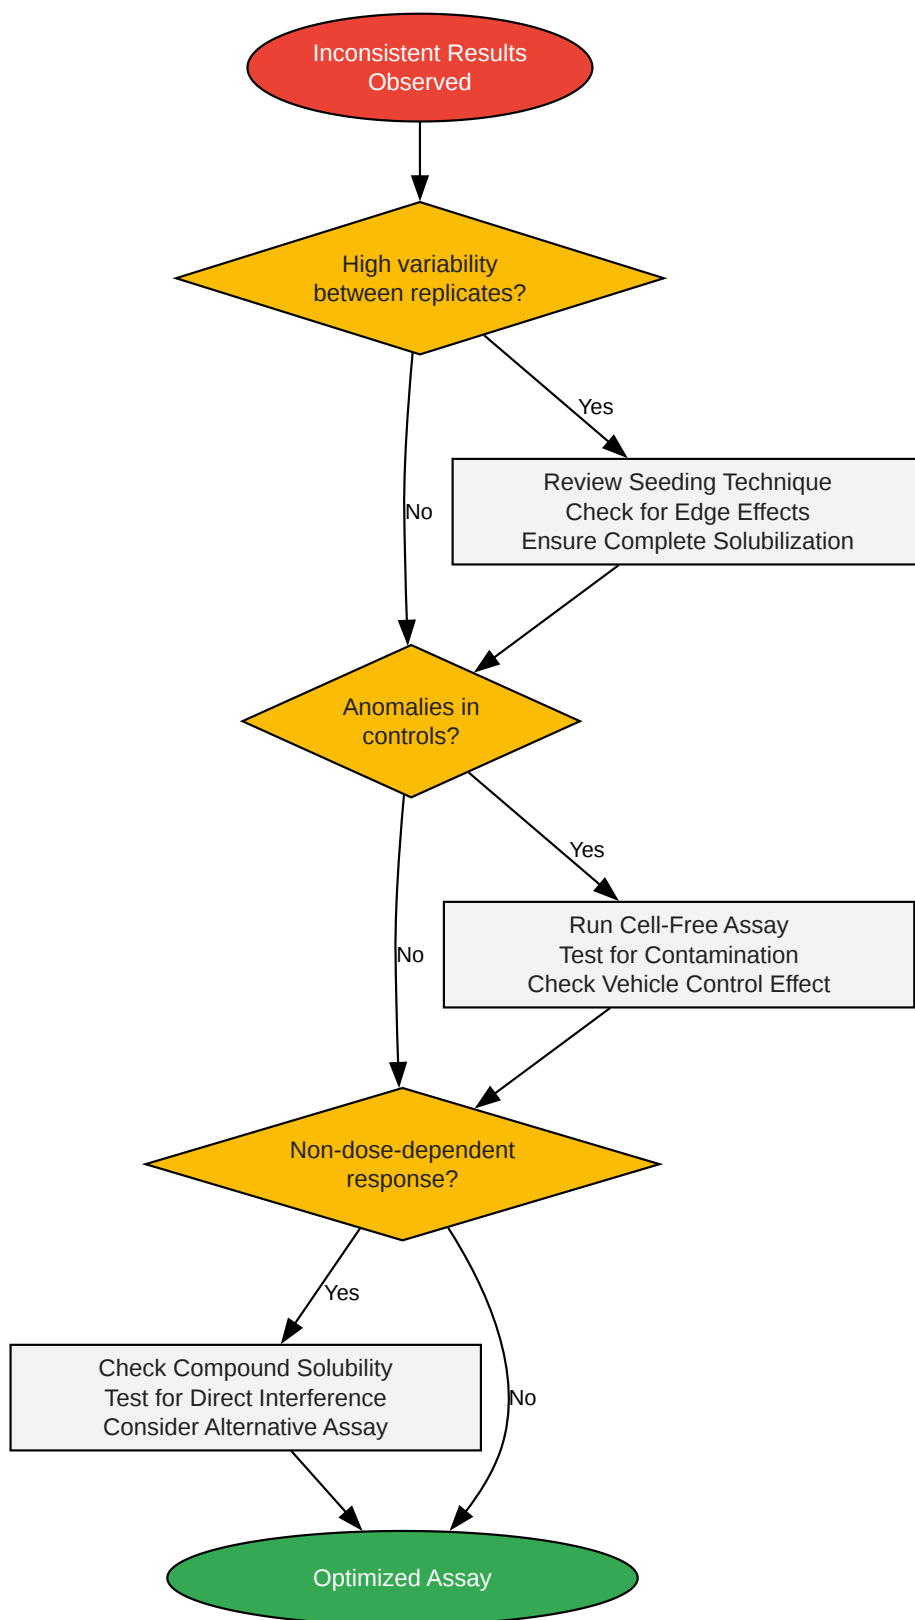 Inconsistent Results
Observed
High variability
between replicates?
Yes
No
Review Seeding Technique
Check for Edge Effects
Ensure Complete Solubilization
Anomalies in
controls?
Yes
No
Run Cell-Free Assay
Test for Contamination
Check Vehicle Control Effect
Non-dose-dependent
response?
Yes
No
Check Compound Solubility
Test for Direct Interference
Consider Alternative Assay
Optimized Assay